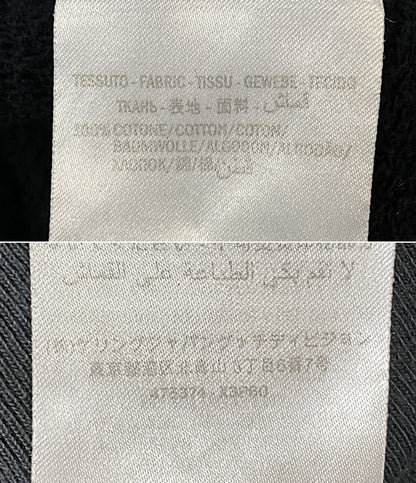 TESSUTO - FABRIC - TISSU - GEWEBE - TECIDO
ТКАНЬ - 表地 - 面料 - قماش
100% COTONE/COTTON/COTON/
BAUMWOLLE/ALGODON/ALGODÃO/
ХЛОПОК/綿/棉/قطن
لا تقم بكي الطباعة على القماش
(株)ケリングジャパングッチディビジョン
東京都港区南青山6丁目6番7号
475374 - X3P60